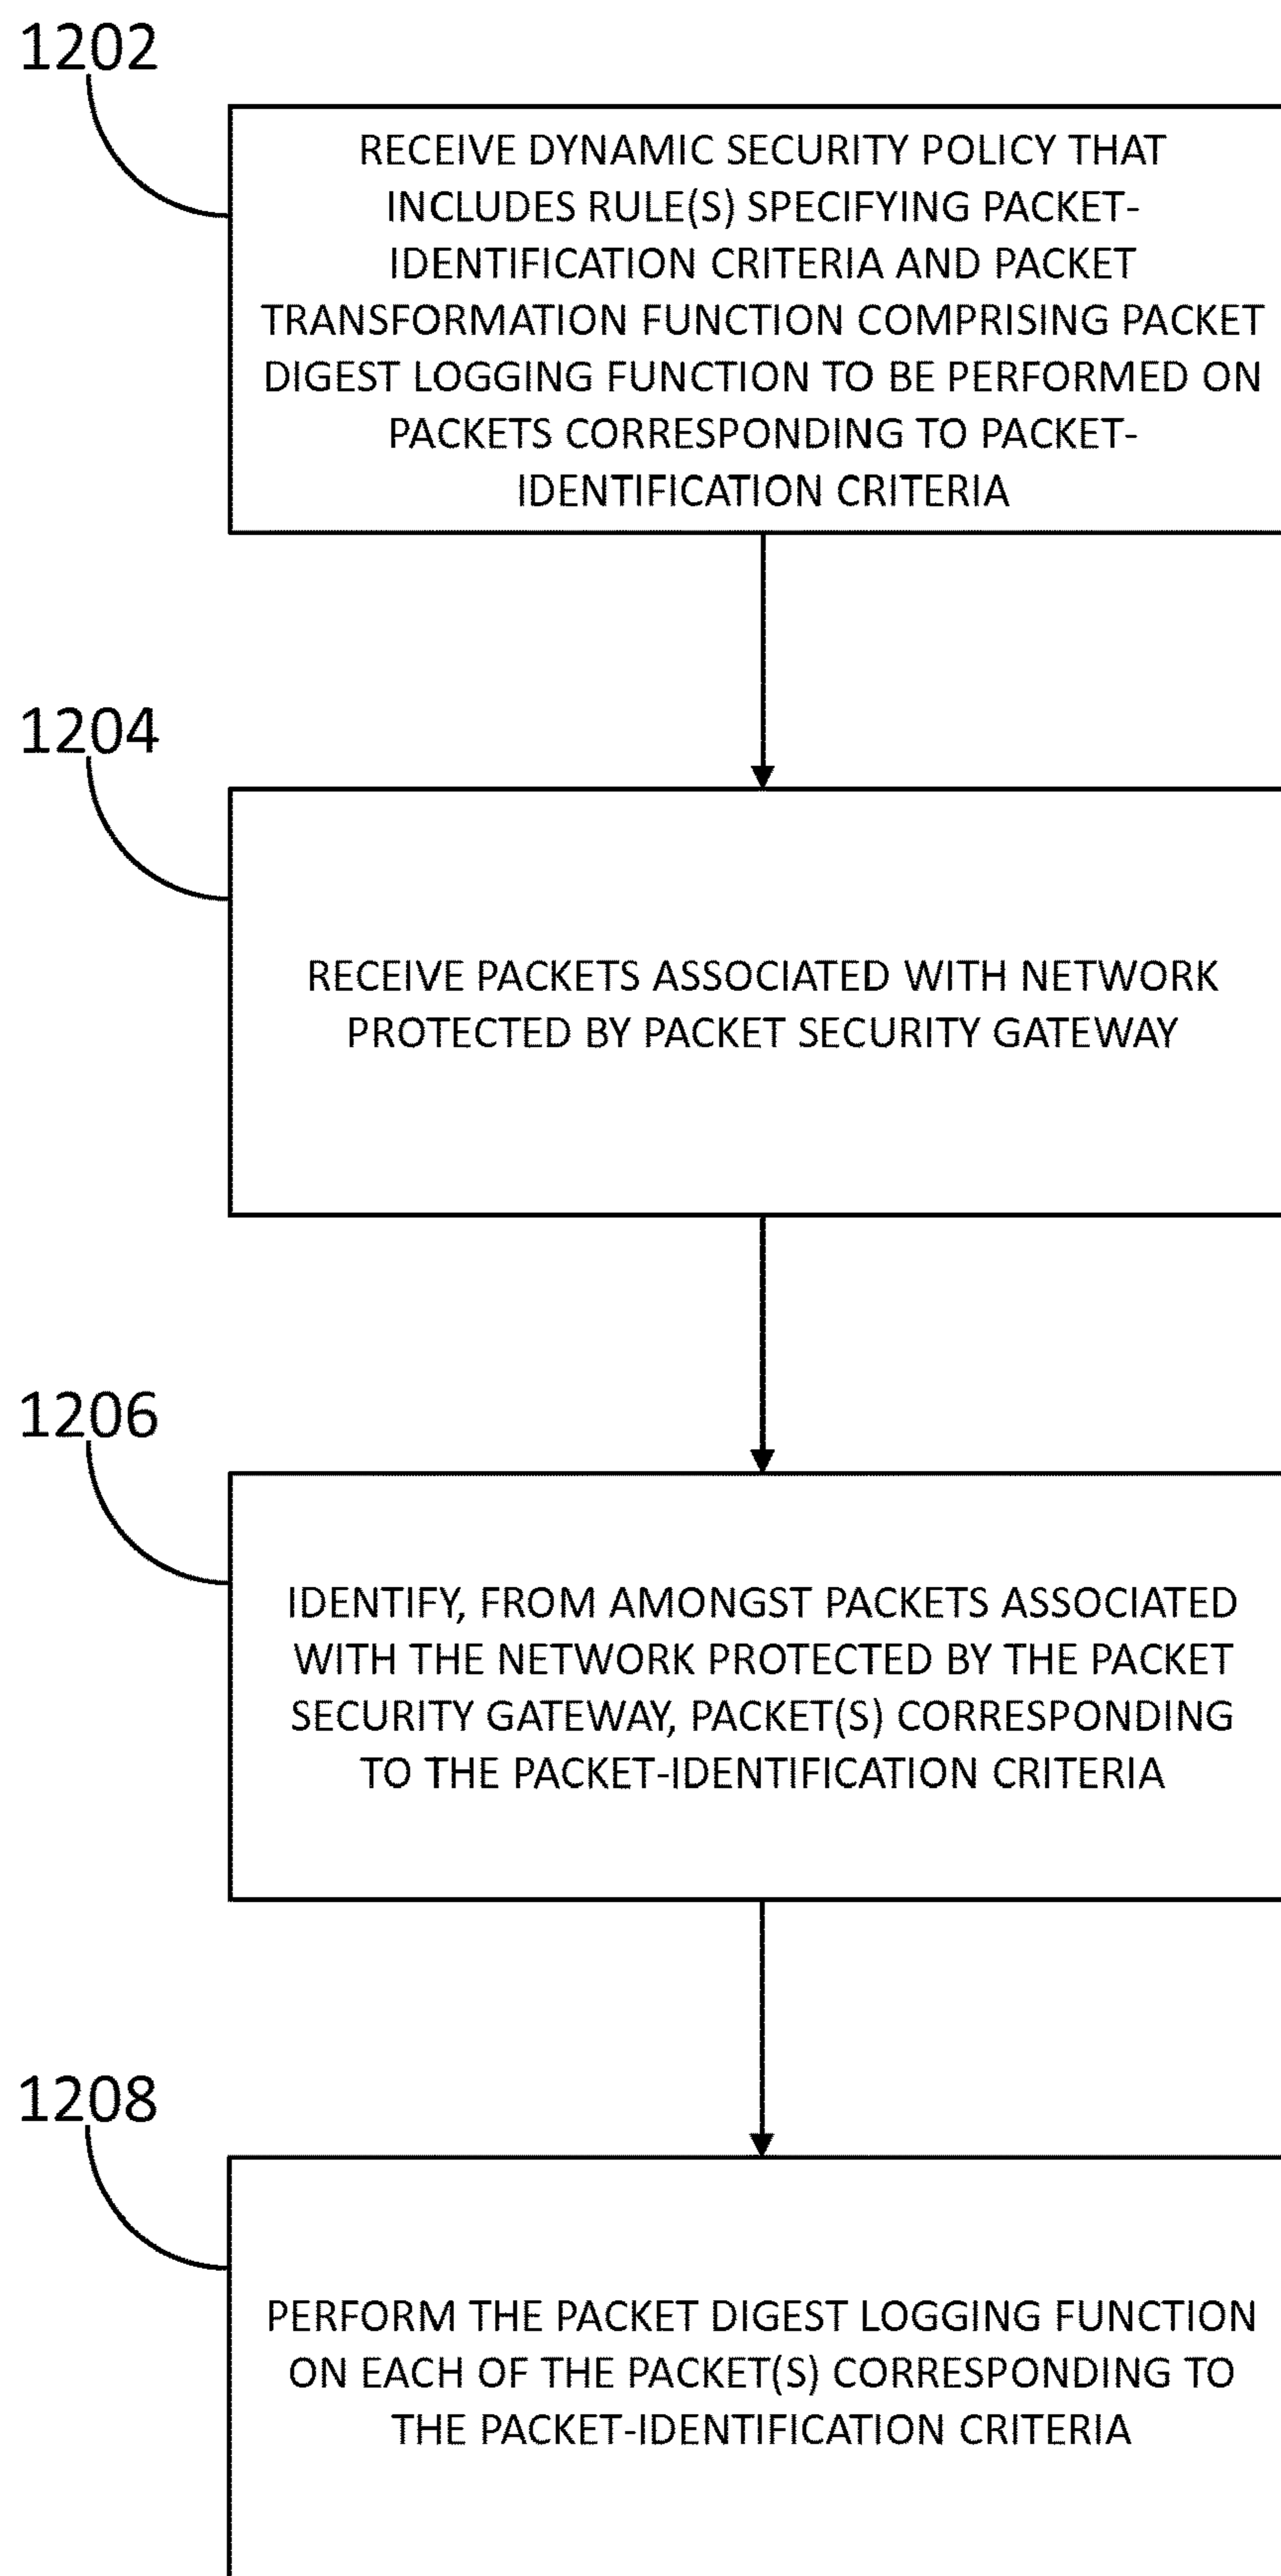 1202
RECEIVE DYNAMIC SECURITY POLICY THAT
INCLUDES RULE(S) SPECIFYING PACKET-
IDENTIFICATION CRITERIA AND PACKET
TRANSFORMATION FUNCTION COMPRISING PACKET
DIGEST LOGGING FUNCTION TO BE PERFORMED ON
PACKETS CORRESPONDING TO PACKET-
IDENTIFICATION CRITERIA
1204
RECEIVE PACKETS ASSOCIATED WITH NETWORK
PROTECTED BY PACKET SECURITY GATEWAY
1206
IDENTIFY, FROM AMONGST PACKETS ASSOCIATED
WITH THE NETWORK PROTECTED BY THE PACKET
SECURITY GATEWAY, PACKET(S) CORRESPONDING
TO THE PACKET-IDENTIFICATION CRITERIA
1208
PERFORM THE PACKET DIGEST LOGGING FUNCTION
ON EACH OF THE PACKET(S) CORRESPONDING TO
THE PACKET-IDENTIFICATION CRITERIA